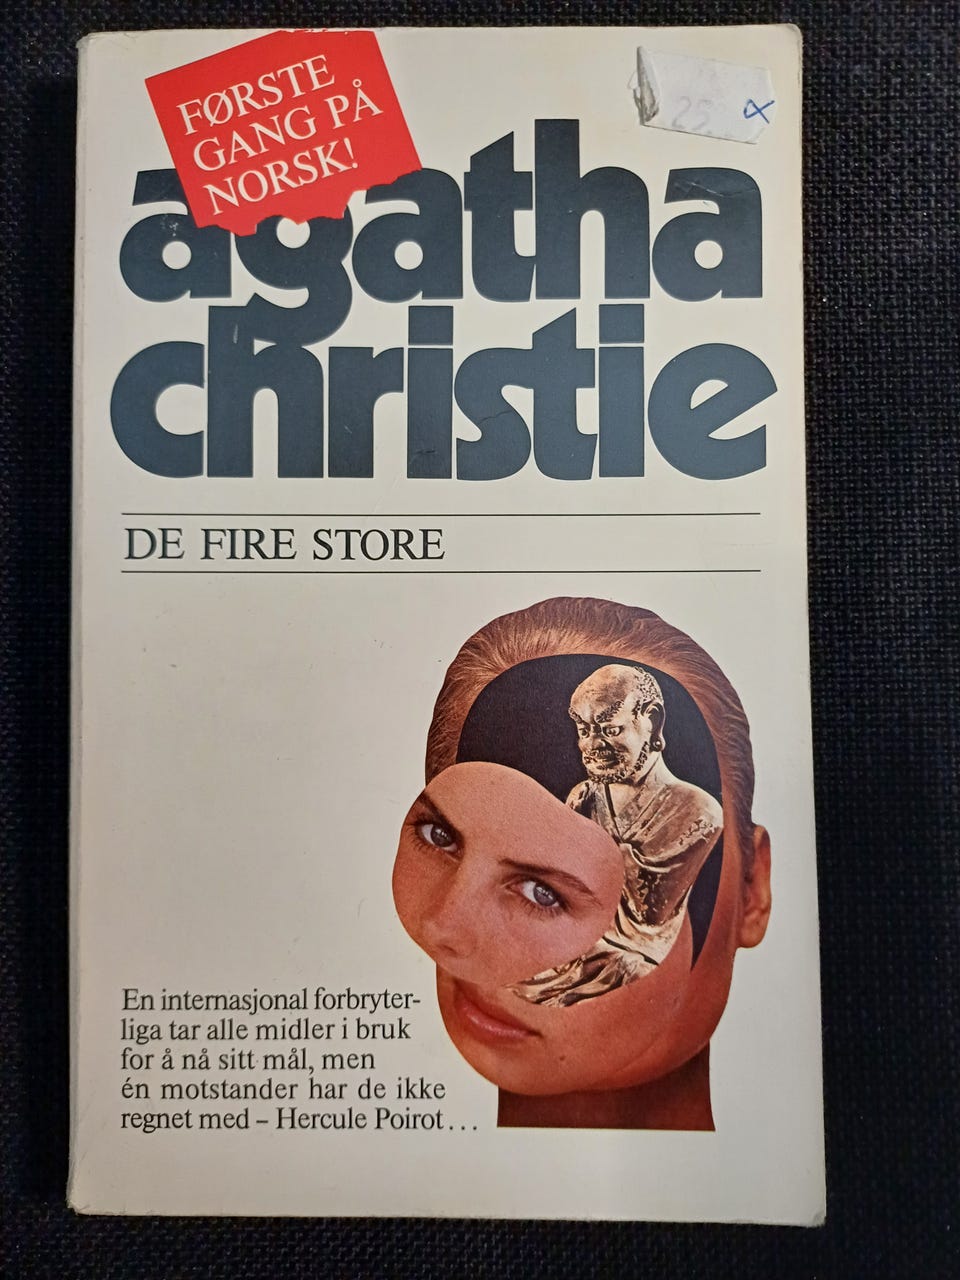 FØRSTE
GANG PÅ
NORSK!
25
agatha
christie
DE FIRE STORE
En internasjonal forbryter-
liga tar alle midler i bruk
for å nå sitt mål, men
én motstander har de ikke
regnet med – Hercule Poirot...